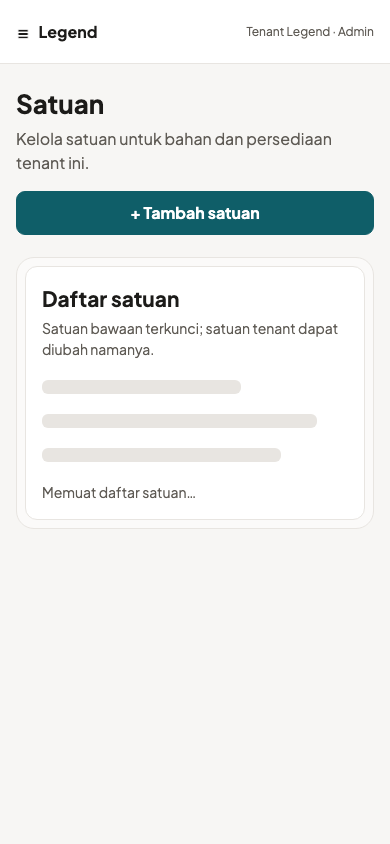 ≡ Legend
Tenant Legend · Admin
Satuan
Kelola satuan untuk bahan dan persediaan
tenant ini.
+ Tambah satuan
Daftar satuan
Satuan bawaan terkunci; satuan tenant dapat
diubah namanya.
Memuat daftar satuan…